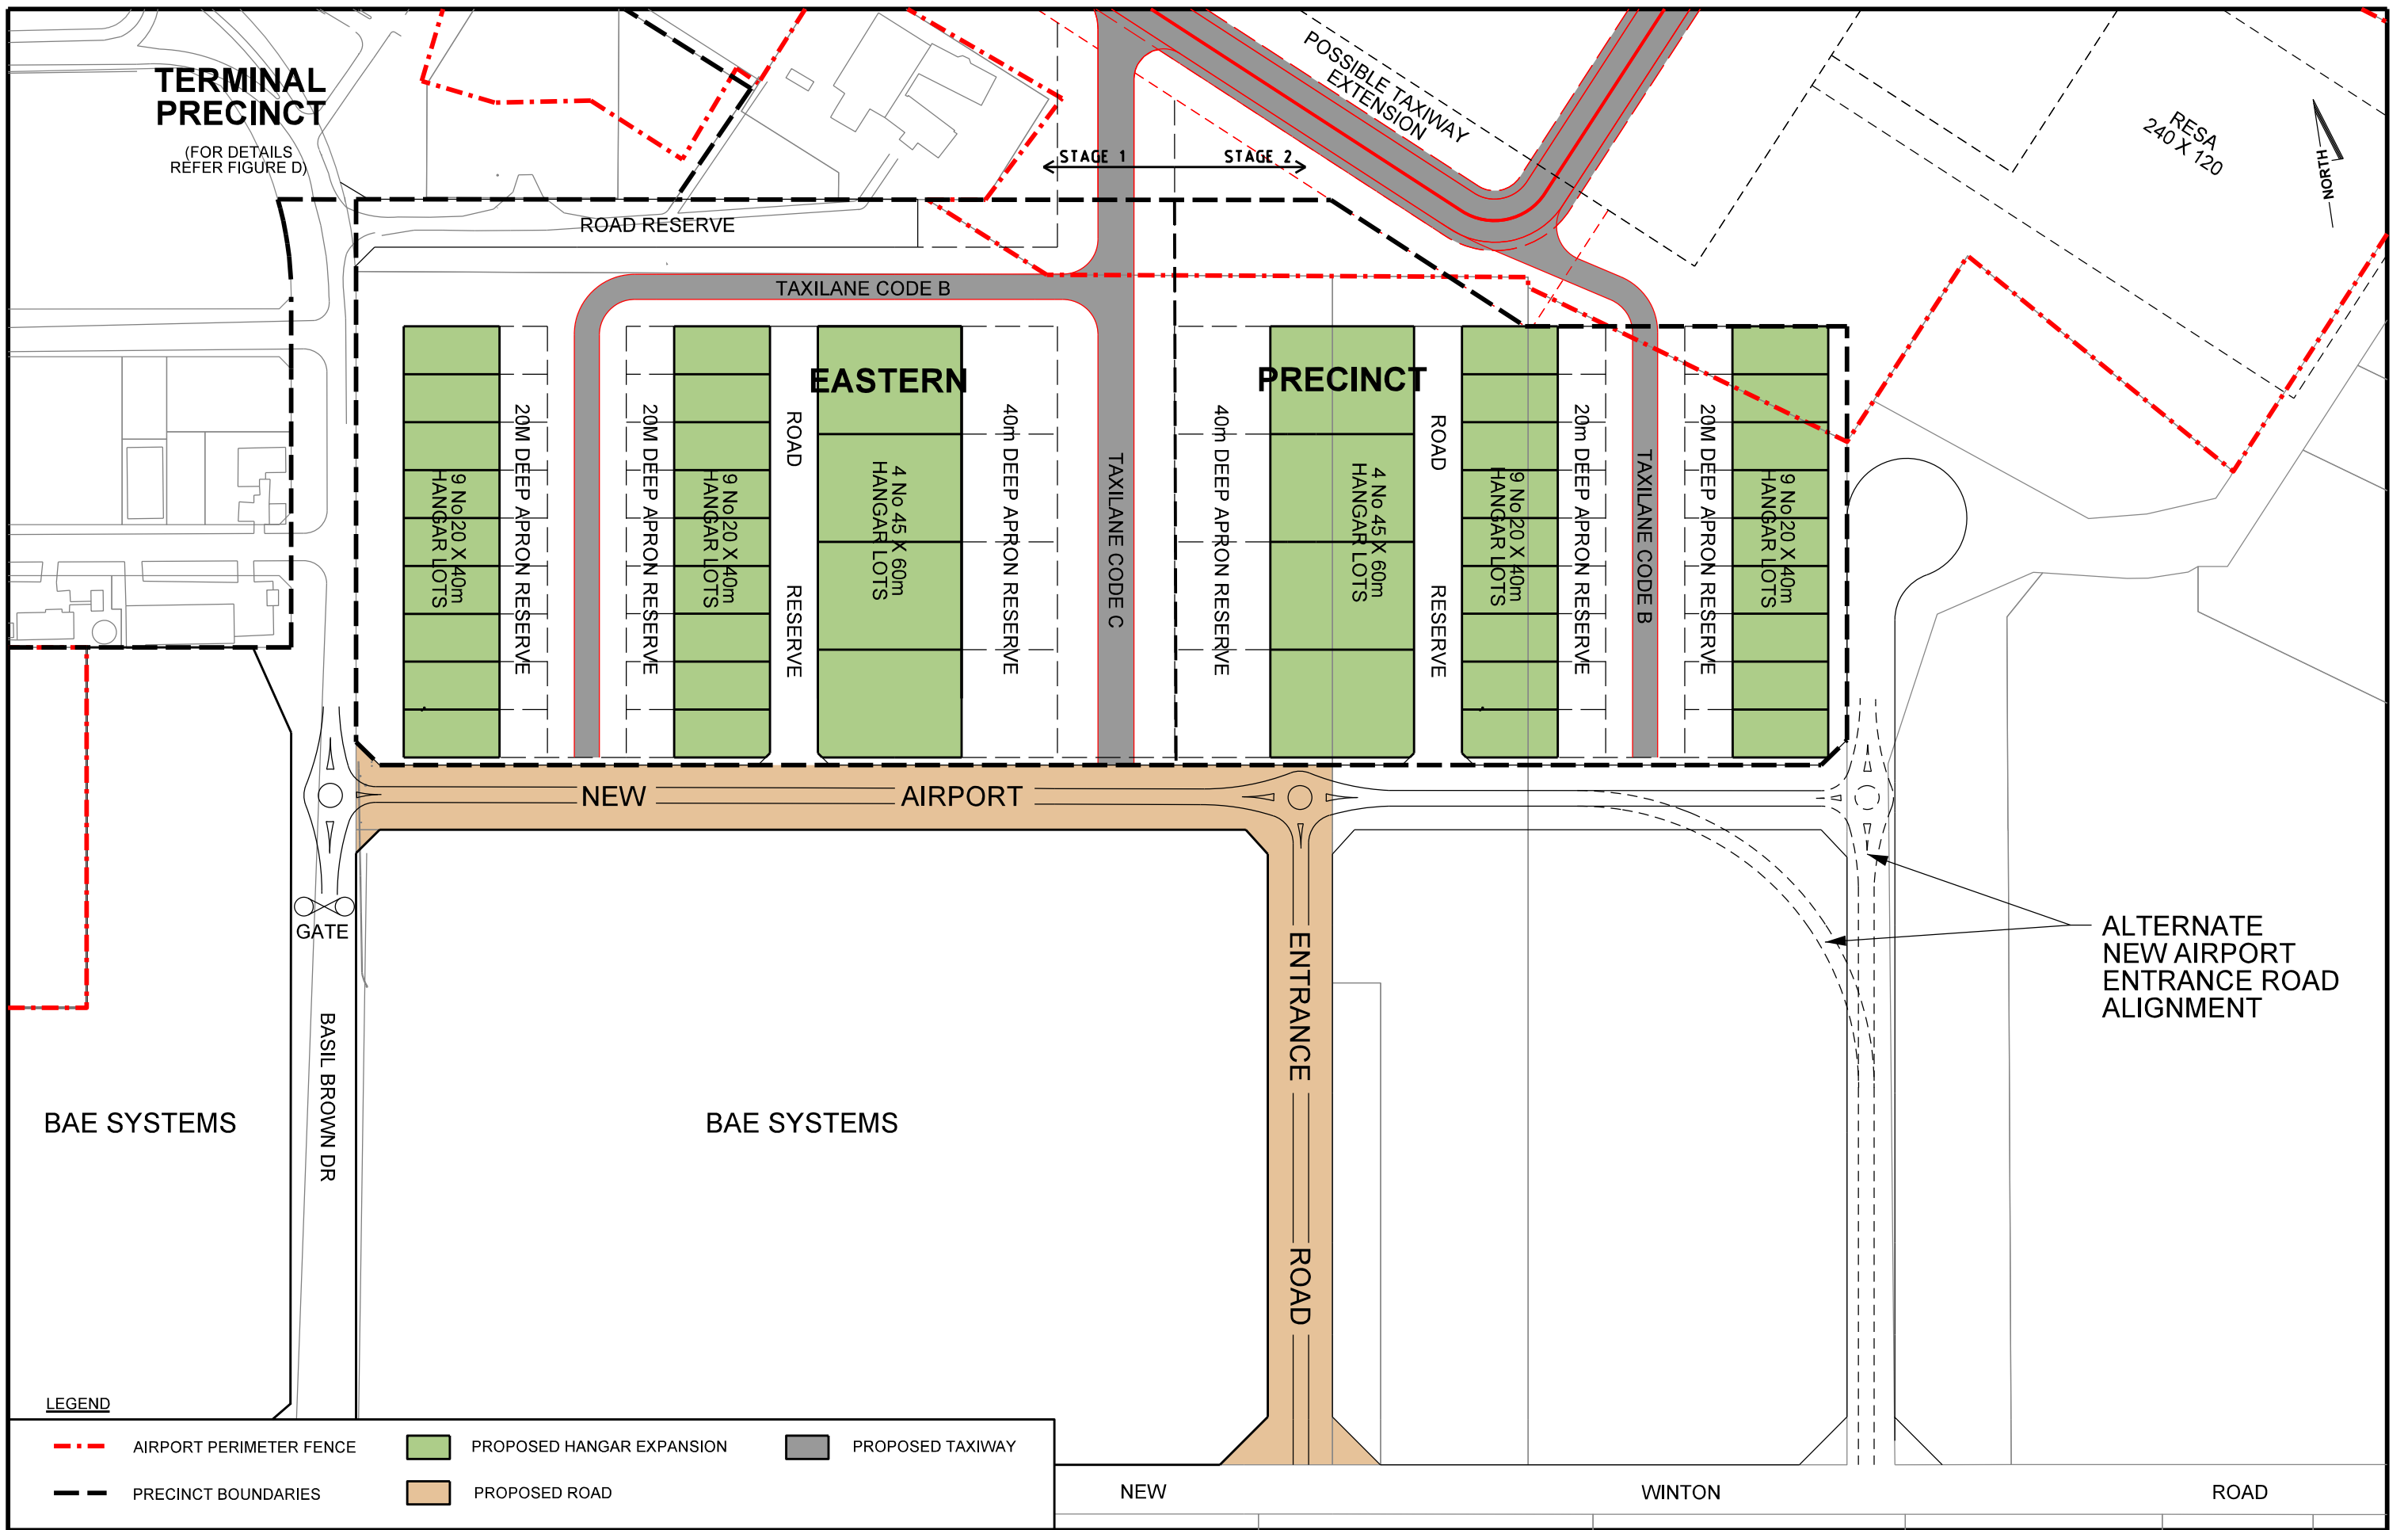 TERMINAL
PRECINCT
(FOR DETAILS
REFER FIGURE D)
POSSIBLE TAXIWAY
EXTENSION
RESA
240 X 120
NORTH
STAGE 1
STAGE 2
ROAD RESERVE
TAXILANE CODE B
EASTERN
PRECINCT
9 No 20 X 40m
HANGAR LOTS
20M DEEP APRON RESERVE
20M DEEP APRON RESERVE
9 No 20 X 40m
HANGAR LOTS
ROAD
RESERVE
4 No 45 X 60m
HANGAR LOTS
40m DEEP APRON RESERVE
TAXILANE CODE C
40m DEEP APRON RESERVE
4 No 45 X 60m
HANGAR LOTS
ROAD
RESERVE
9 No 20 X 40m
HANGAR LOTS
20m DEEP APRON RESERVE
TAXILANE CODE B
20M DEEP APRON RESERVE
9 No 20 X 40m
HANGAR LOTS
NEW
AIRPORT
ENTRANCE
ROAD
GATE
BASIL BROWN DR
ALTERNATE
NEW AIRPORT
ENTRANCE ROAD
ALIGNMENT
BAE SYSTEMS
BAE SYSTEMS
LEGEND
AIRPORT PERIMETER FENCE
PROPOSED HANGAR EXPANSION
PROPOSED TAXIWAY
PRECINCT BOUNDARIES
PROPOSED ROAD
NEW
WINTON
ROAD